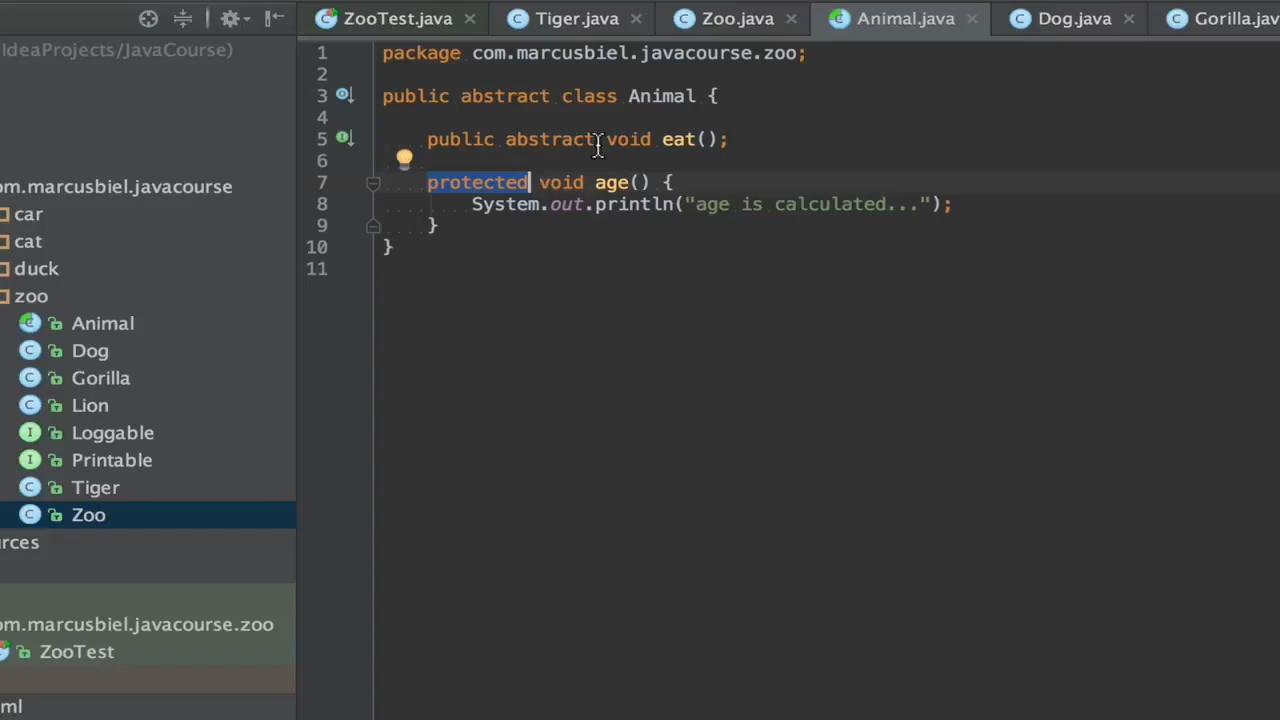 ZooTest.java Tiger.java Zoo.java Animal.java Dog.java Gorilla.jav
IdeaProjects/JavaCourse)
om.marcusbiel.javacourse
car
cat
duck
zoo
Animal
Dog
Gorilla
Lion
Loggable
Printable
Tiger
Zoo
urces
om.marcusbiel.javacourse.zoo
ZooTest
ml
1 package com.marcusbiel.javacourse.zoo;
2
3 public abstract class Animal {
4
5 public abstract void eat();
6
7 protected void age() {
8 System.out.println("age is calculated...");
9 }
10 }
11